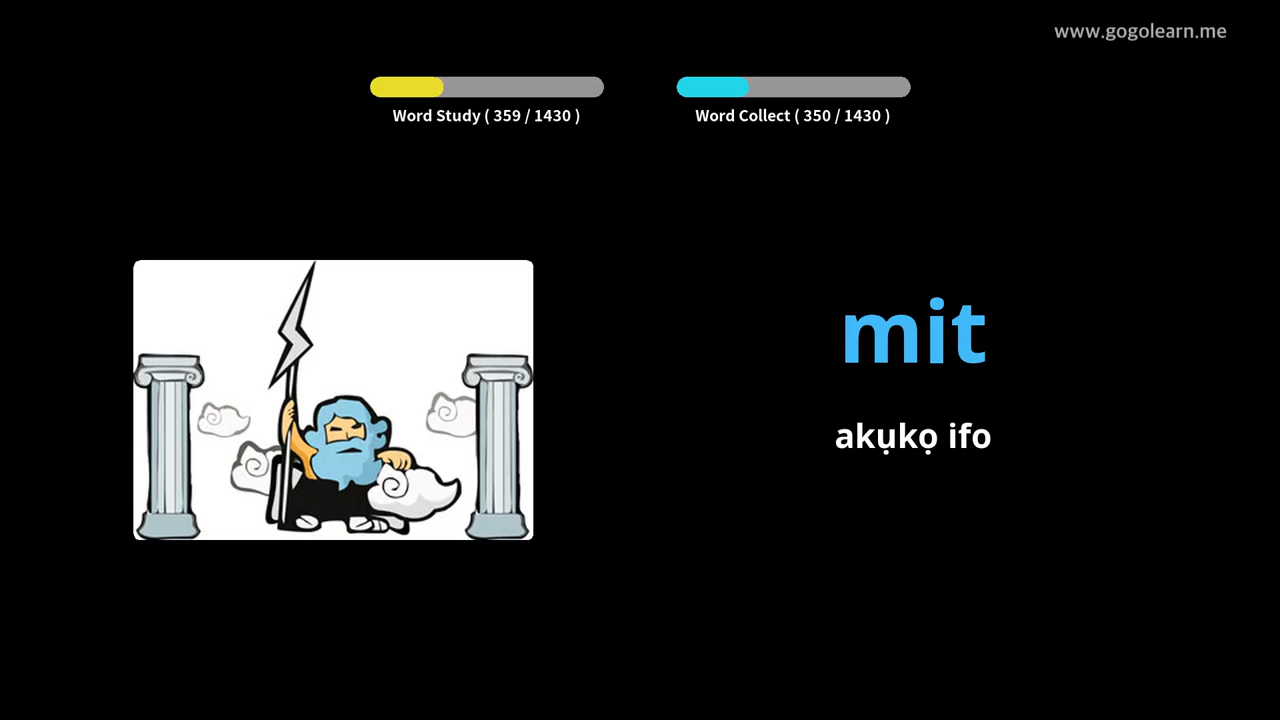 www.gogolearn.me
Word Study ( 359 / 1430 )
Word Collect ( 350 / 1430 )
mit
akụkọ ifo